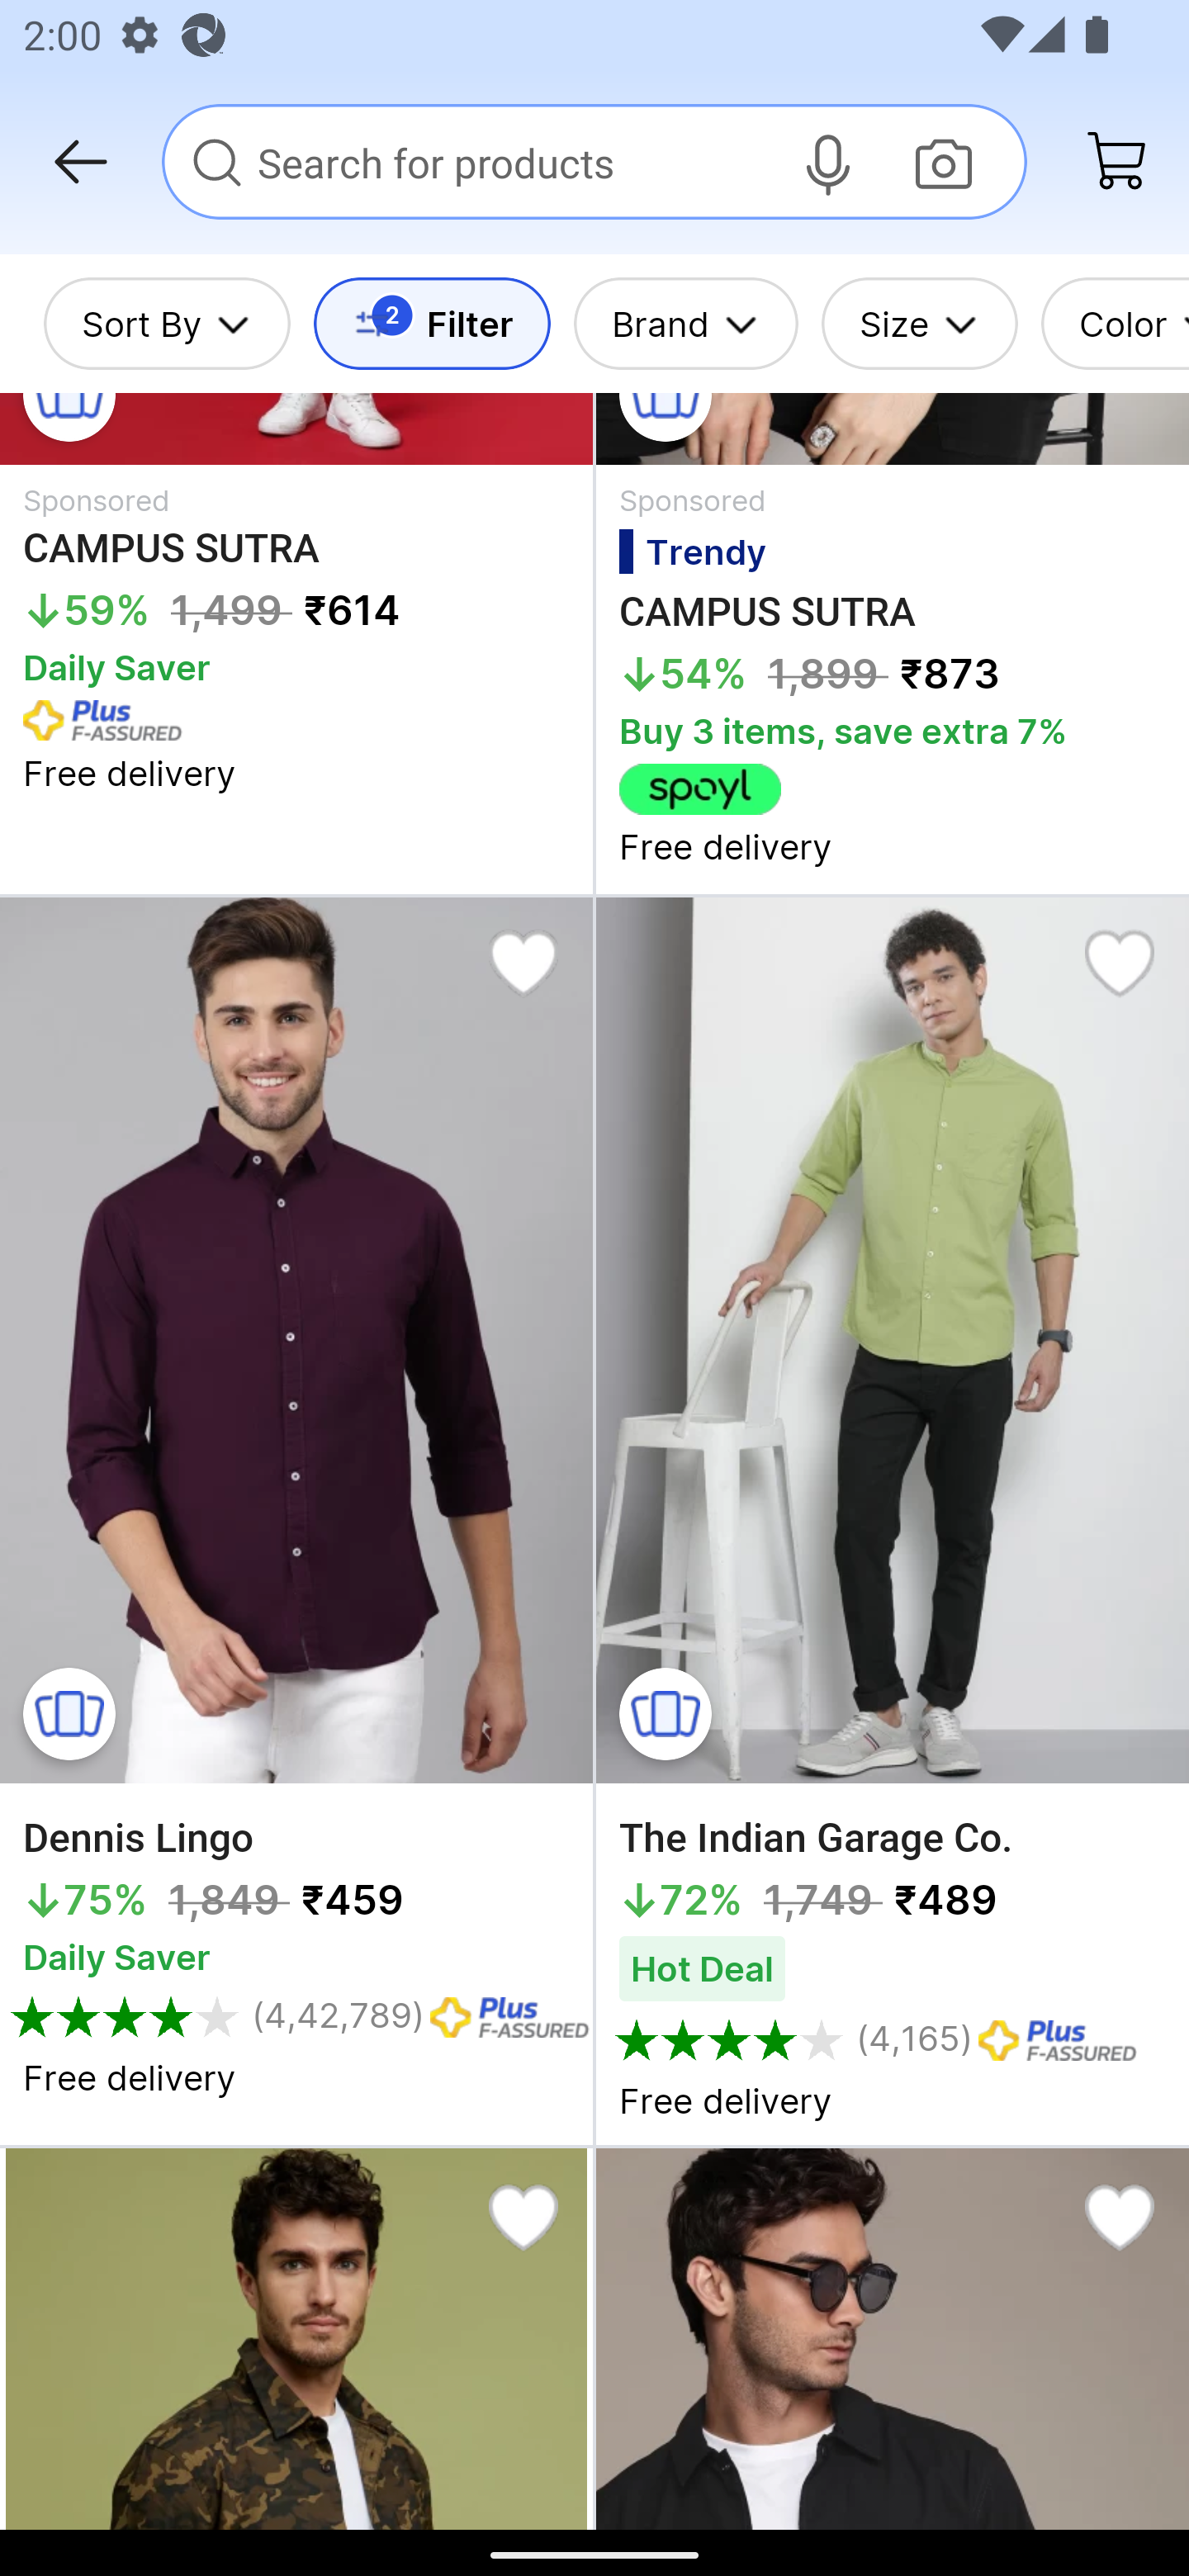 2:00
Search for products
Sort By
2
Filter
Brand
Size
Color
Sponsored
CAMPUS SUTRA
↓59% 1,499 ₹614
Daily Saver
Plus
F-ASSURED
Free delivery
Sponsored
Trendy
CAMPUS SUTRA
↓54% 1,899 ₹873
Buy 3 items, save extra 7%
spoyl
Free delivery
Dennis Lingo
↓75% 1,849 ₹459
Daily Saver
(4,42,789)
Plus
F-ASSURED
Free delivery
The Indian Garage Co.
↓72% 1,749 ₹489
Hot Deal
(4,165)
Plus
F-ASSURED
Free delivery